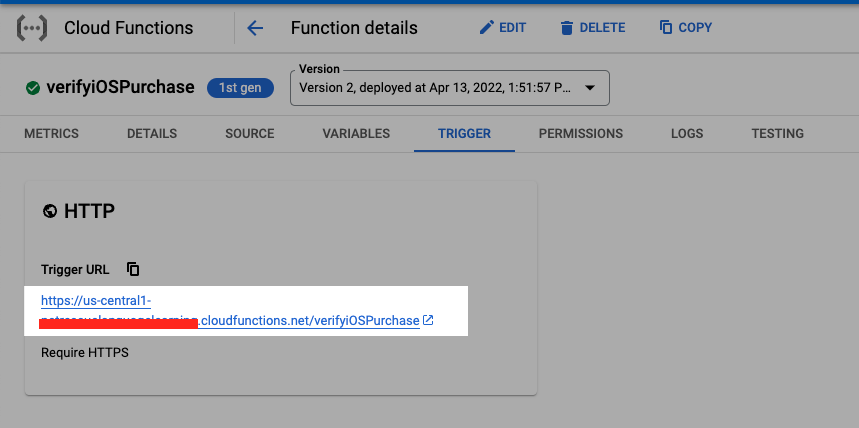 Cloud Functions
Function details
EDIT
DELETE
COPY
verifyiOSPurchase
1st gen
Version
Version 2, deployed at Apr 13, 2022, 1:51:57 P...
METRICS
DETAILS
SOURCE
VARIABLES
TRIGGER
PERMISSIONS
LOGS
TESTING
HTTP
Trigger URL
https://us-central1-
.cloudfunctions.net/verifyiOSPurchase
Require HTTPS